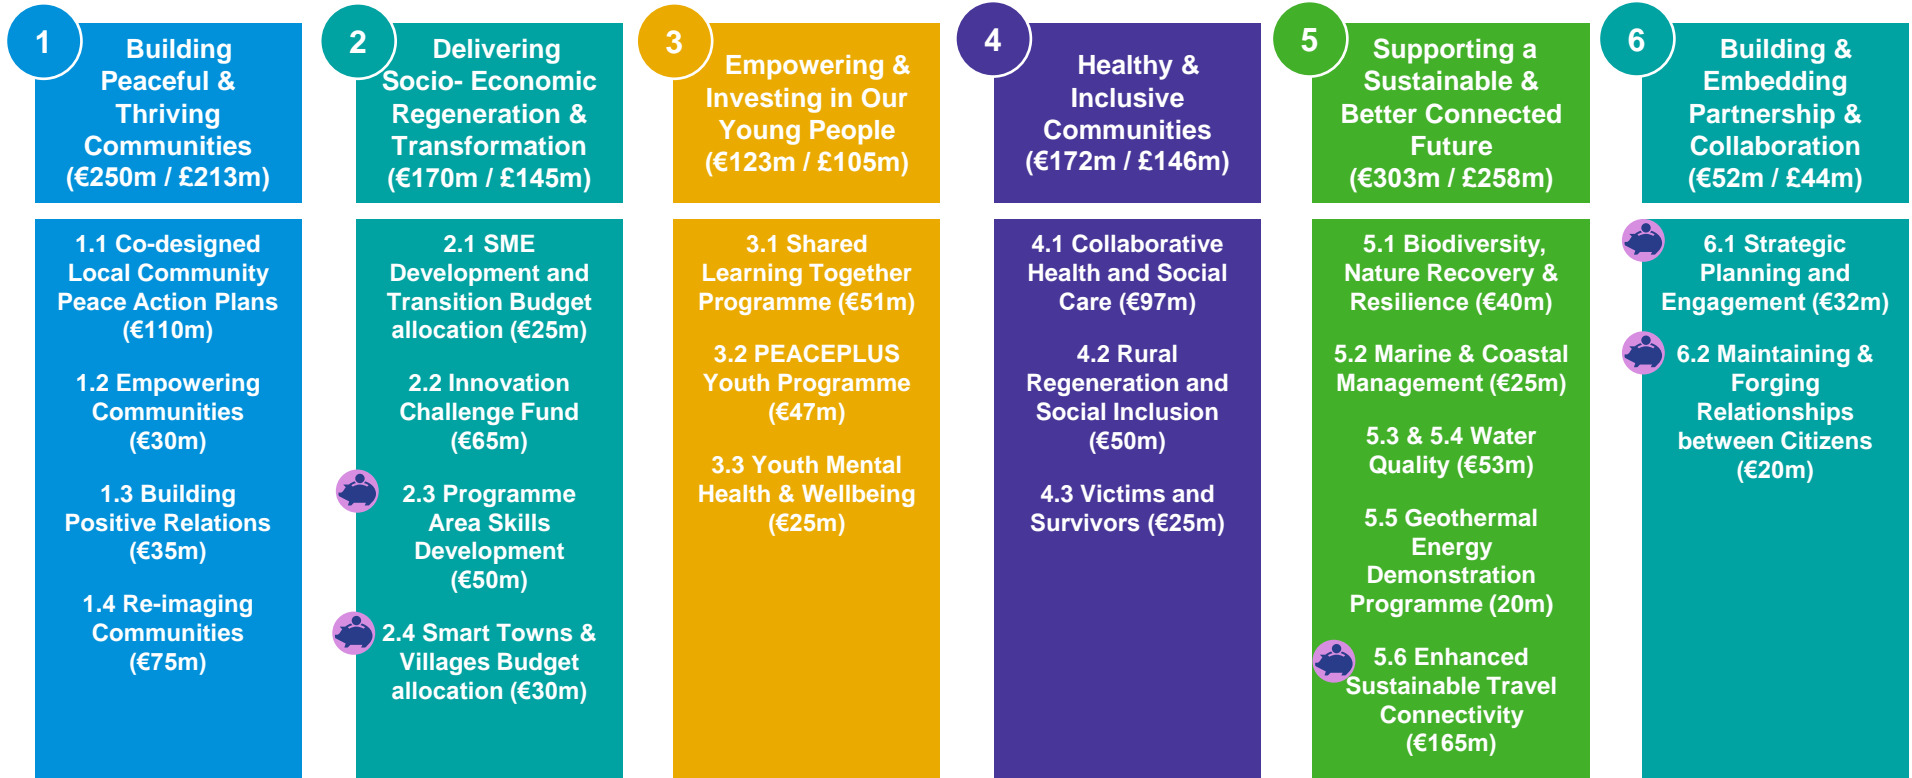 1
Building
Peaceful &
Thriving
Communities
(€250m / £213m)
1.1 Co-designed
Local Community
Peace Action Plans
(€110m)
1.2 Empowering
Communities
(€30m)
1.3 Building
Positive Relations
(€35m)
1.4 Re-imaging
Communities
(€75m)
2
Delivering
Socio- Economic
Regeneration &
Transformation
(€170m / £145m)
2.1 SME
Development and
Transition Budget
allocation (€25m)
2.2 Innovation
Challenge Fund
(€65m)
2.3 Programme
Area Skills
Development
(€50m)
2.4 Smart Towns &
Villages Budget
allocation (€30m)
3
Empowering &
Investing in Our
Young People
(€123m / £105m)
3.1 Shared
Learning Together
Programme (€51m)
3.2 PEACEPLUS
Youth Programme
(€47m)
3.3 Youth Mental
Health & Wellbeing
(€25m)
4
Healthy &
Inclusive
Communities
(€172m / £146m)
4.1 Collaborative
Health and Social
Care (€97m)
4.2 Rural
Regeneration and
Social Inclusion
(€50m)
4.3 Victims and
Survivors (€25m)
5
Supporting a
Sustainable &
Better Connected
Future
(€303m / £258m)
5.1 Biodiversity,
Nature Recovery &
Resilience (€40m)
5.2 Marine & Coastal
Management (€25m)
5.3 & 5.4 Water
Quality (€53m)
5.5 Geothermal
Energy
Demonstration
Programme (20m)
5.6 Enhanced
Sustainable Travel
Connectivity
(€165m)
6
Building &
Embedding
Partnership &
Collaboration
(€52m / £44m)
6.1 Strategic
Planning and
Engagement (€32m)
6.2 Maintaining &
Forging
Relationships
between Citizens
(€20m)